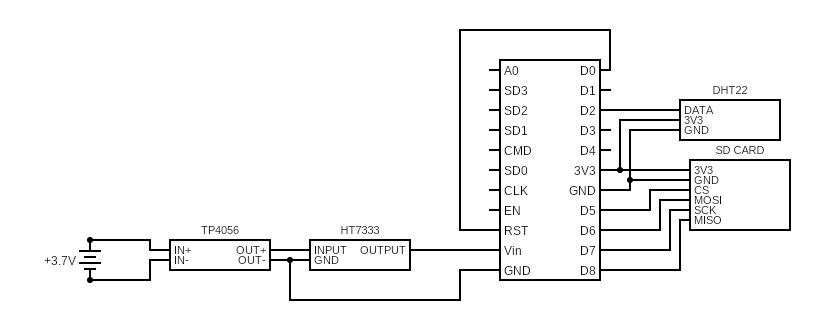 A0 D0
SD3 D1
DHT22
SD2 D2 DATA
3V3
SD1 D3 GND
CMD D4 SD CARD
SD0 3V3 3V3
GND
CLK GND CS
MOSI
EN D5 SCK
MISO
RST D6
TP4056 HT7333
IN+ OUT+ INPUT OUTPUT Vin D7
+3.7V IN- OUT- GND
GND D8